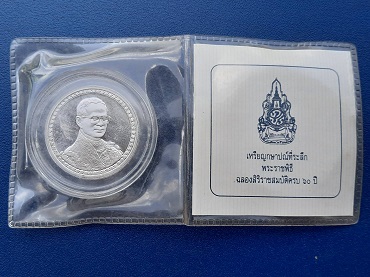 เหรียญกษาปณ์ที่ระลึก
พระราชพิธี
ฉลองสิริราชสมบัติครบ ๖๐ ปี